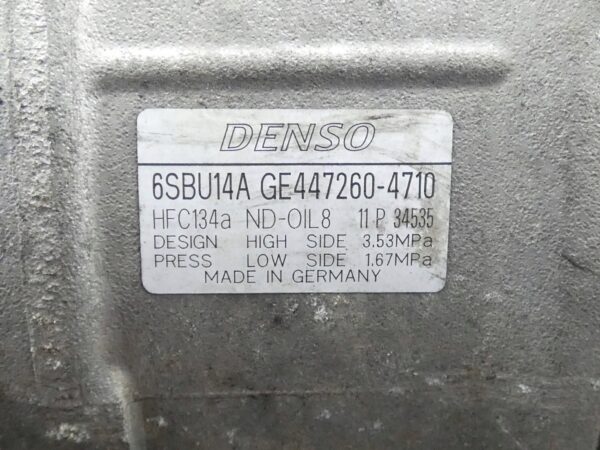 DENSO
6SBU14A GE447260-4710
HFC134a ND-OIL8 11 P 34535
DESIGN HIGH SIDE 3.53MPa
PRESS LOW SIDE 1.67MPa
MADE IN GERMANY